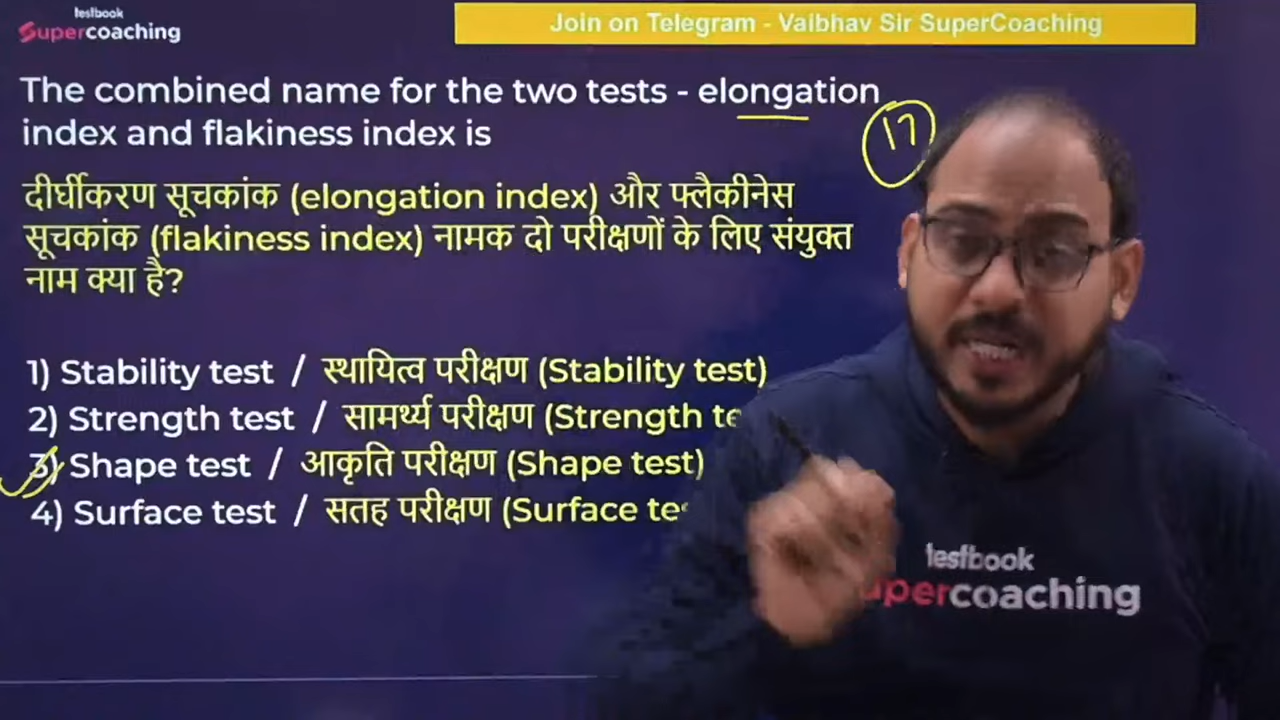 testbook
Supercoaching
Join on Telegram - Vaibhav Sir SuperCoaching
The combined name for the two tests - elongation
index and flakiness index is
17
दीर्घीकरण सूचकांक (elongation index) और फ्लैकीनेस
सूचकांक (flakiness index) नामक दो परीक्षणों के लिए संयुक्त
नाम क्या है?
1) Stability test / स्थायित्व परीक्षण (Stability test)
2) Strength test / सामर्थ्य परीक्षण (Strength te
3) Shape test / आकृति परीक्षण (Shape test)
4) Surface test / सतह परीक्षण (Surface te
testbook
upercoaching